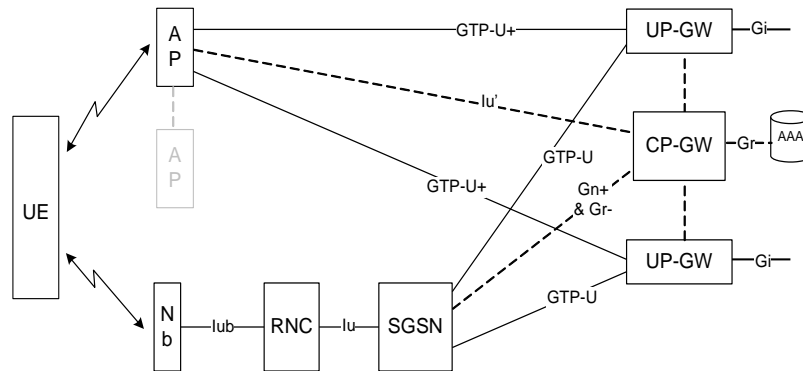 A
P
GTP-U+
UP-GW
Gi
Iu'
A
P
CP-GW
Gr
AAA
GTP-U
GTP-U+
Gn+
& Gr-
UE
UP-GW
Gi
N
b
Iub
RNC
Iu
SGSN
GTP-U